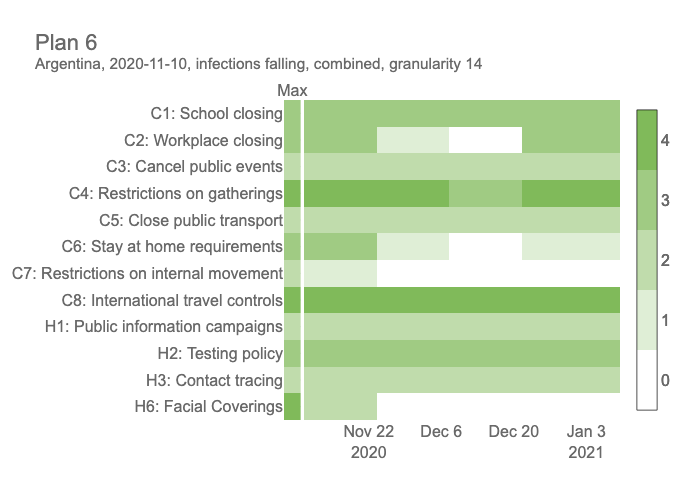 Plan 6
Argentina, 2020-11-10, infections falling, combined, granularity 14
Max
C1: School closing
C2: Workplace closing
C3: Cancel public events
C4: Restrictions on gatherings
C5: Close public transport
C6: Stay at home requirements
C7: Restrictions on internal movement
C8: International travel controls
H1: Public information campaigns
H2: Testing policy
H3: Contact tracing
H6: Facial Coverings
4
3
2
1
0
Nov 22 Dec 6 Dec 20 Jan 3
2020 2021